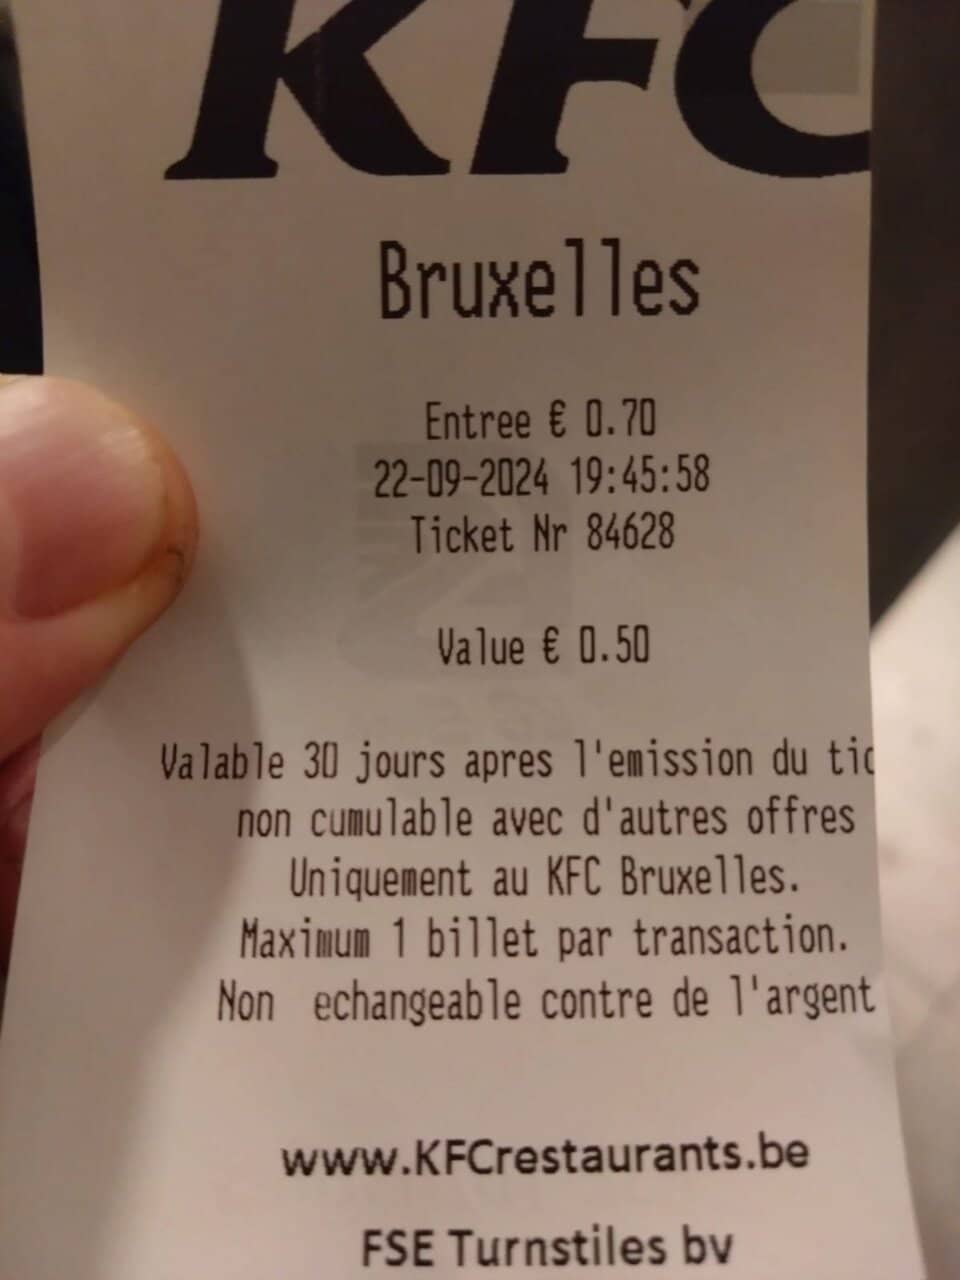 KFC
Bruxelles
Entree € 0.70
22-09-2024 19:45:58
Ticket Nr 84628
Value € 0.50
Valable 30 jours apres l'emission du tic
non cumulable avec d'autres offres
Uniquement au KFC Bruxelles.
Maximum 1 billet par transaction.
Non echangeable contre de l'argent
www.KFCrestaurants.be
FSE Turnstiles bv